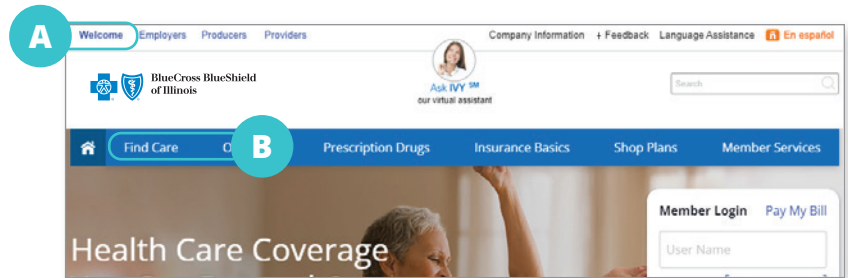 A
Welcome Employers Producers Providers Company Information + Feedback Language Assistance En español
BlueCross BlueShield
of Illinois
Ask IVY SM
our virtual assistant
Search
Find Care B Prescription Drugs Insurance Basics Shop Plans Member Services
Member Login Pay My Bill
User Name
Health Care Coverage